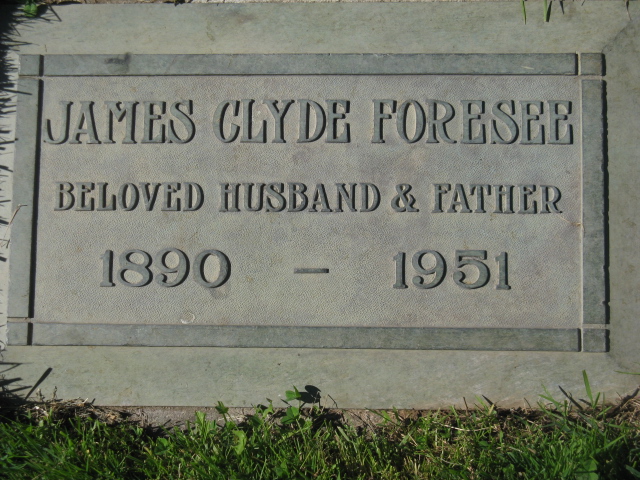 JAMES CLYDE FORESEE
BELOVED HUSBAND & FATHER
1890 – 1951